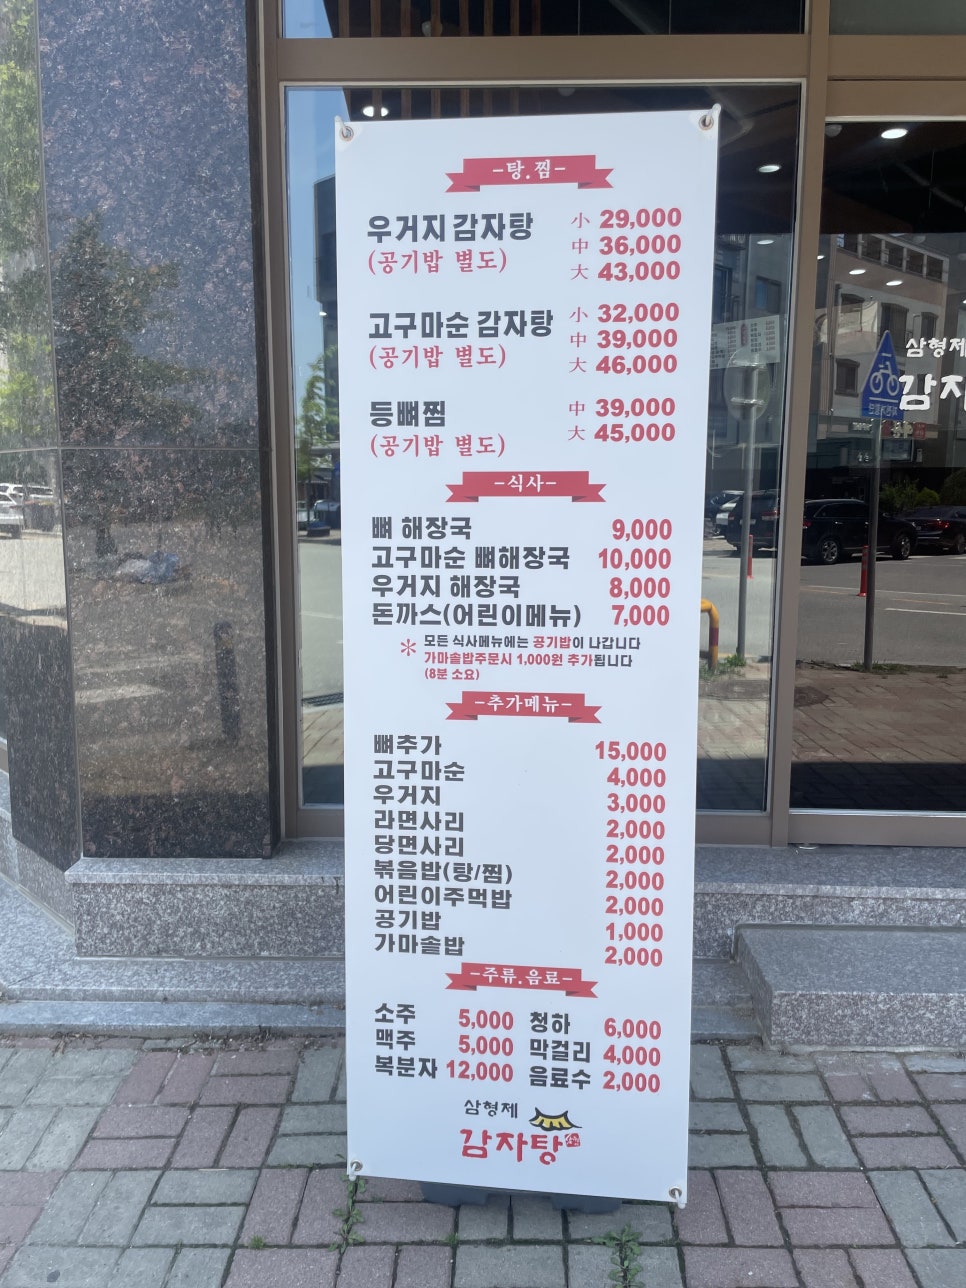 -탕.찜-
우거지 감자탕 小 29,000
(공기밥 별도) 中 36,000
大 43,000
고구마순 감자탕 小 32,000
(공기밥 별도) 中 39,000
大 46,000
등뼈찜 中 39,000
(공기밥 별도) 大 45,000
-식사-
뼈 해장국 9,000
고구마순 뼈해장국 10,000
우거지 해장국 8,000
돈까스(어린이메뉴) 7,000
* 모든 식사메뉴에는 공기밥이 나갑니다
가마솥밥주문시 1,000원 추가됩니다
(8분 소요)
-추가메뉴-
뼈추가 15,000
고구마순 4,000
우거지 3,000
라면사리 2,000
당면사리 2,000
볶음밥(탕/찜) 2,000
어린이주먹밥 2,000
공기밥 1,000
가마솥밥 2,000
-주류.음료-
소주 5,000 청하 6,000
맥주 5,000 막걸리 4,000
복분자 12,000 음료수 2,000
삼형제
감자탕
삼형제
감자